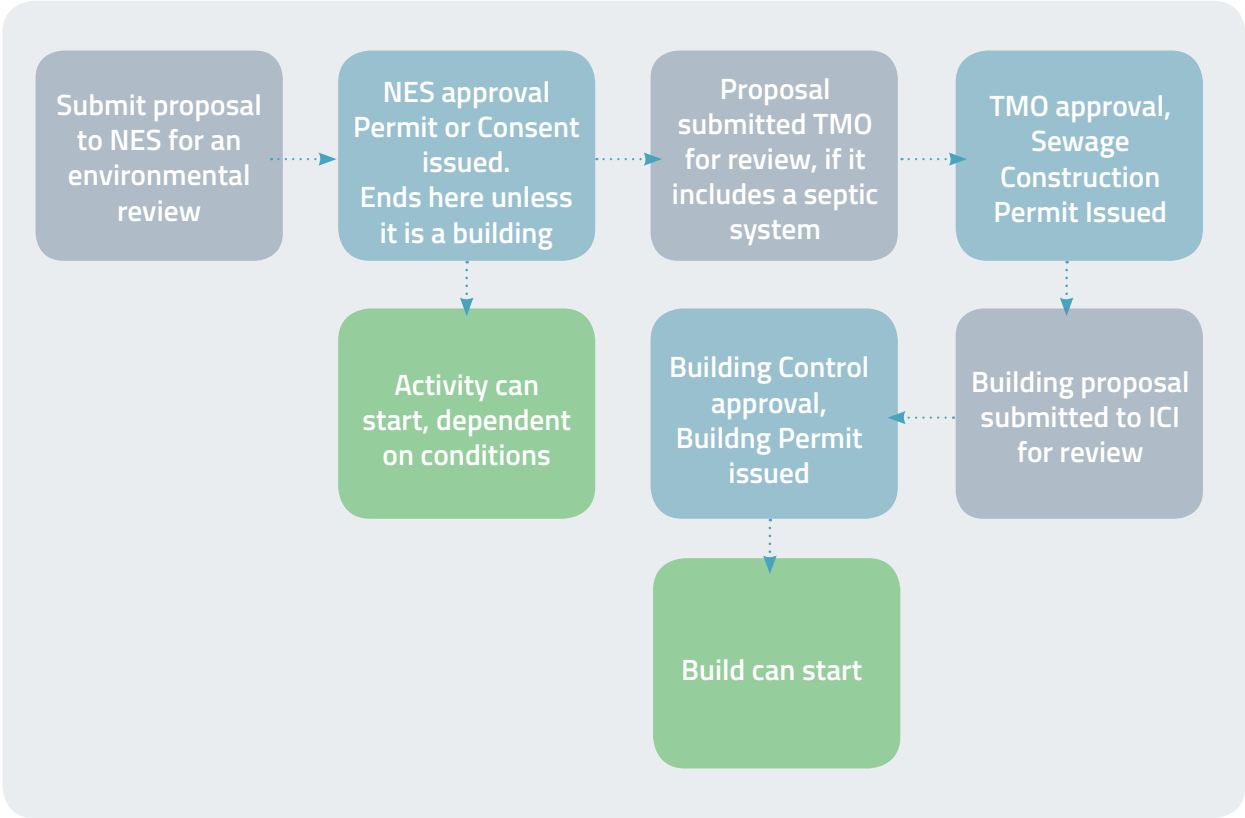 Submit proposal
to NES for an
environmental
review
NES approval
Permit or Consent
issued.
Ends here unless
it is a building
Proposal
submitted TMO
for review, if it
includes a septic
system
TMO approval,
Sewage
Construction
Permit Issued
Activity can
start, dependent
on conditions
Building Control
approval,
Buildng Permit
issued
Building proposal
submitted to ICI
for review
Build can start